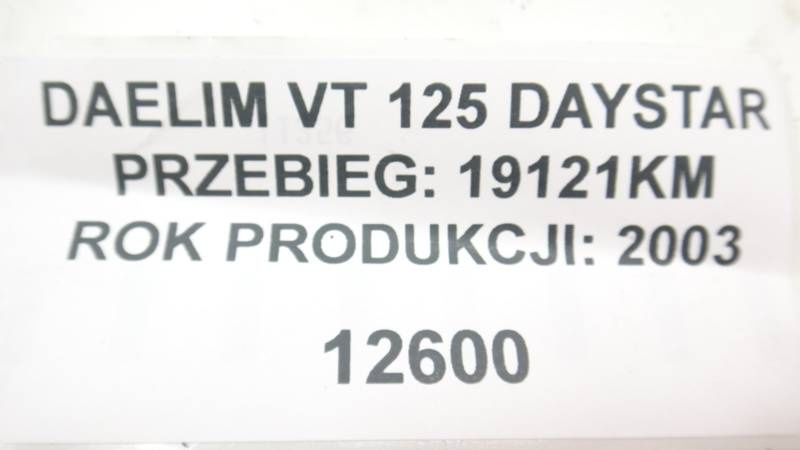 DAELIM VT 125 DAYSTAR
PRZEBIEG: 19121KM
ROK PRODUKCJI: 2003
12600